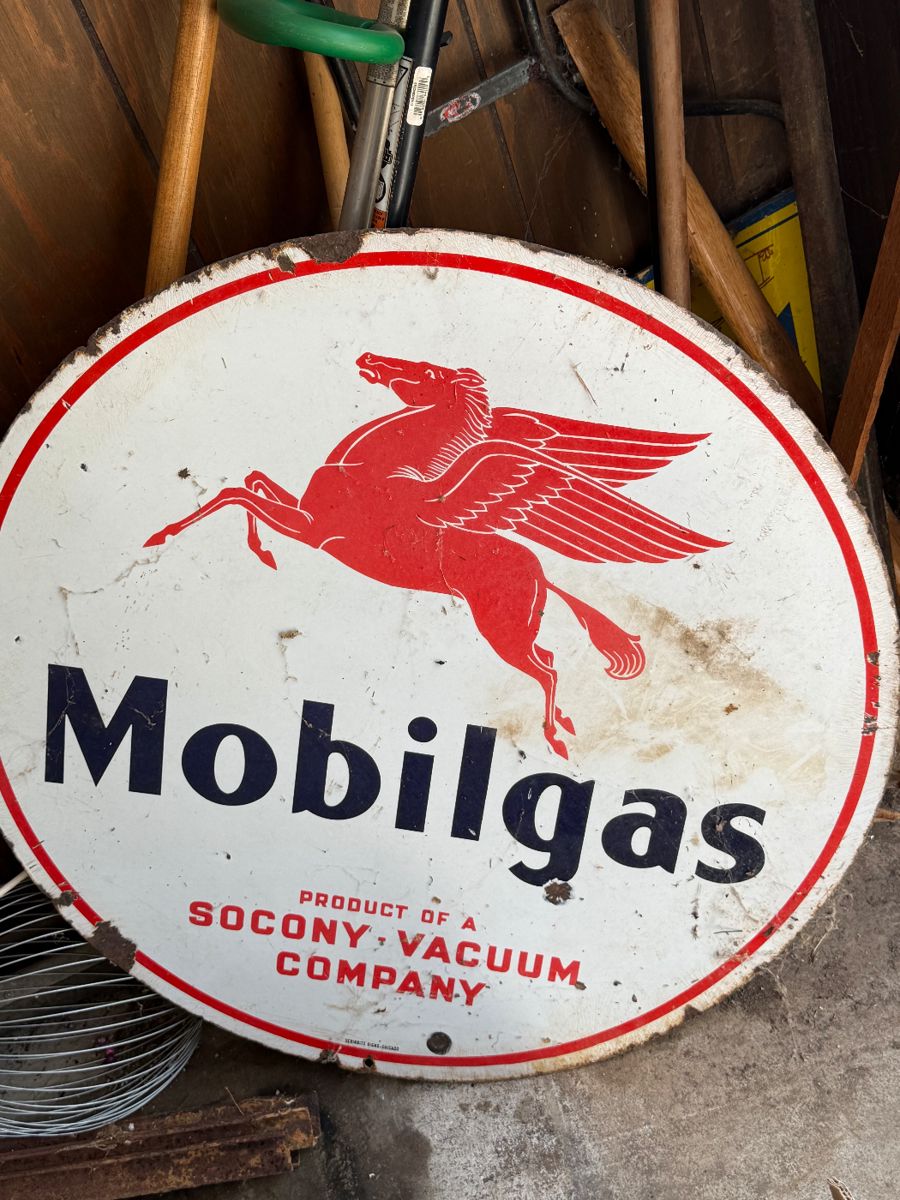 Mobilgas
PRODUCT OF A
SOCONY-VACUUM
COMPANY